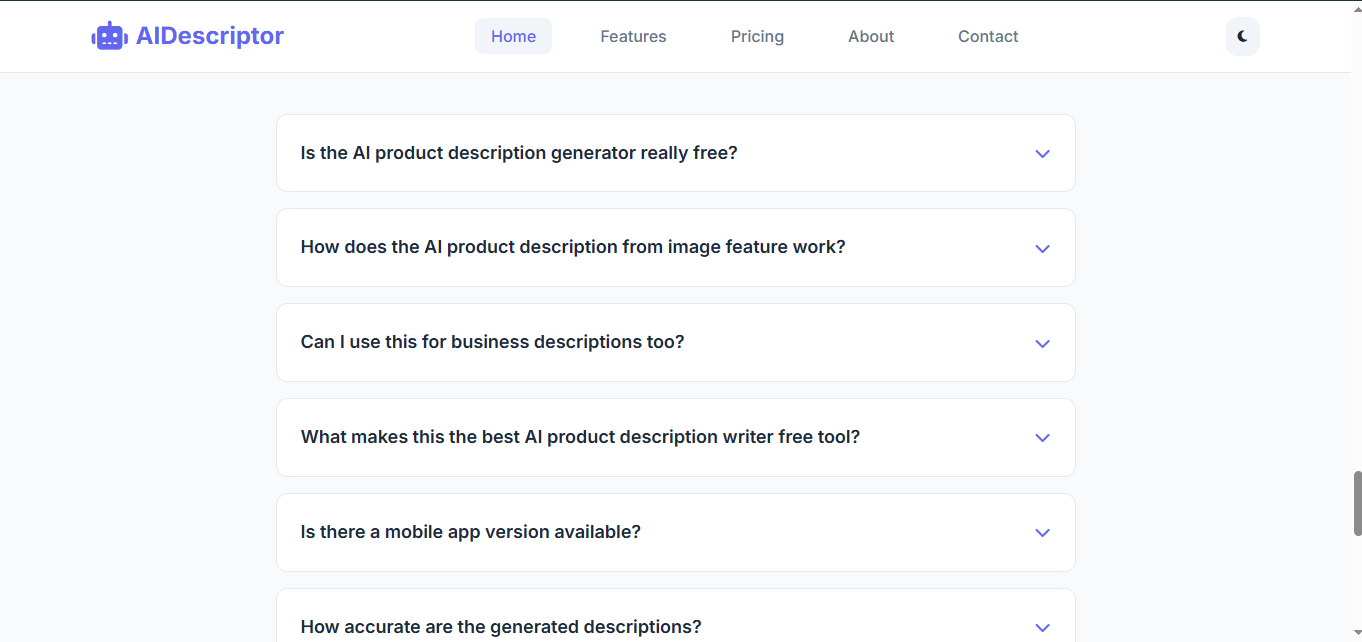 AIDescriptor
Home
Features
Pricing
About
Contact
Is the AI product description generator really free?
How does the AI product description from image feature work?
Can I use this for business descriptions too?
What makes this the best AI product description writer free tool?
Is there a mobile app version available?
How accurate are the generated descriptions?